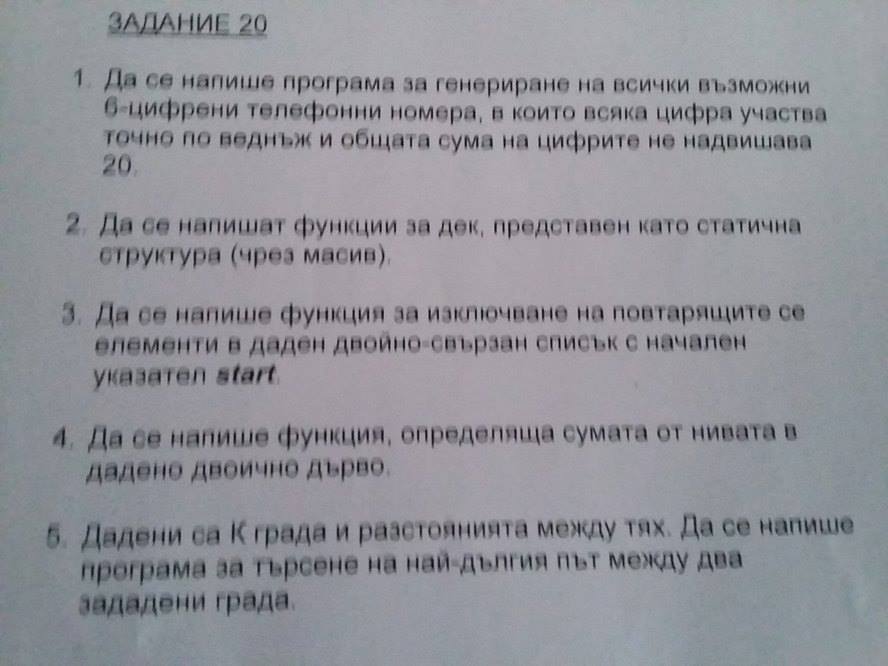 ЗАДАНИЕ 20
1. Да се напише програма за генериране на всички възможни
6-цифрени телефонни номера, в които всяка цифра участва
точно по веднъж и общата сума на цифрите не надвишава
20.
2. Да се напишат функции за дек, представен като статична
структура (чрез масив).
3. Да се напише функция за изключване на повтарящите се
елементи в даден двойно-свързан списък с начален
указател start.
4. Да се напише функция, определяща сумата от нивата в
дадено двоично дърво.
5. Дадени са К града и разстоянията между тях. Да се напише
програма за търсене на най-дългия път между два
зададени града.